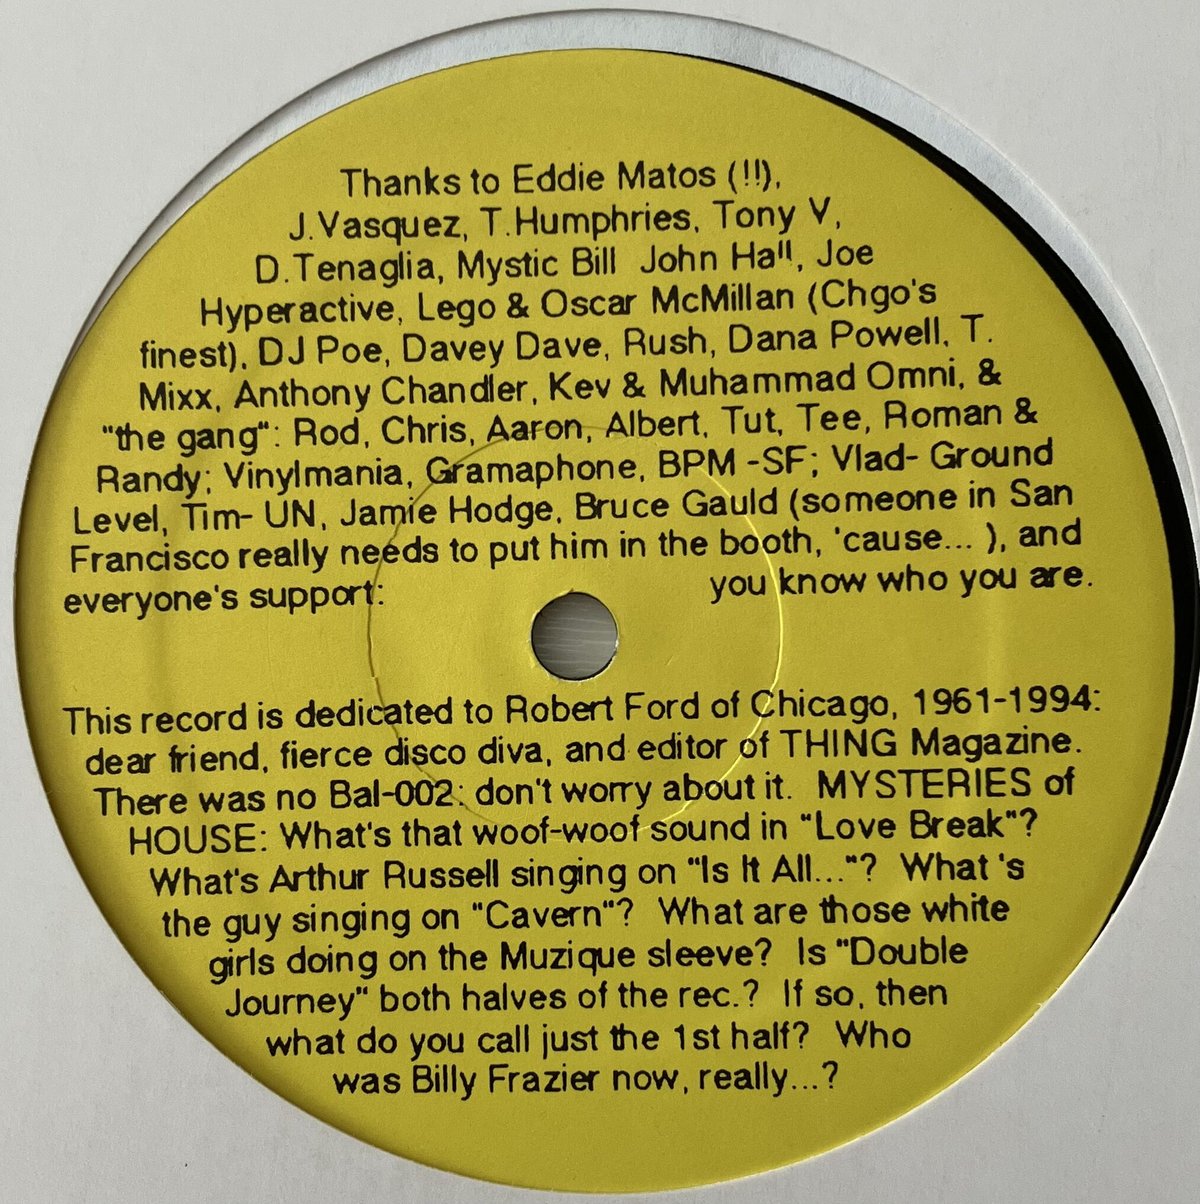 Thanks to Eddie Matos (!!),
J.Vasquez, T.Humphries, Tony V,
D.Tenaglia, Mystic Bill John Hall, Joe
Hyperactive, Lego & Oscar McMillan (Chgo's
finest), DJ Poe, Davey Dave, Rush, Dana Powell, T.
Mixx, Anthony Chandler, Kev & Muhammad Omni, &
"the gang": Rod, Chris, Aaron, Albert, Tut, Tee, Roman &
Randy; Vinylmania, Gramaphone, BPM -SF; Vlad- Ground
Level, Tim- UN, Jamie Hodge, Bruce Gauld (someone in San
Francisco really needs to put him in the booth, 'cause... ), and
everyone's support: you know who you are.
This record is dedicated to Robert Ford of Chicago, 1961-1994:
dear friend, fierce disco diva, and editor of THING Magazine.
There was no Bal-002: don't worry about it. MYSTERIES of
HOUSE: What's that woof-woof sound in "Love Break"?
What's Arthur Russell singing on "Is It All..."? What 's
the guy singing on "Cavern"? What are those white
girls doing on the Muzique sleeve? Is "Double
Journey" both halves of the rec.? If so, then
what do you call just the 1st half? Who
was Billy Frazier now, really...?